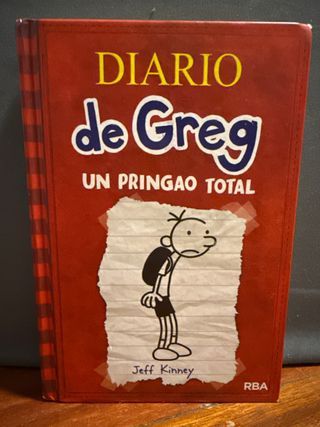 DIARIO
de Greg
UN PRINGAO TOTAL
Jeff Kinney
RBA